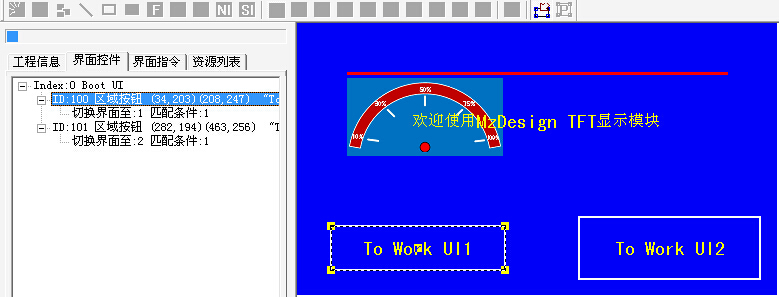 F NI SI
工程信息 界面控件 界面指令 资源列表
Index:0 Boot UI
ID:100 区域按钮 (34,203)(208,247) "To
切换界面至:1 匹配条件:1
ID:101 区域按钮 (282,194)(463,256) "T
切换界面至:2 匹配条件:1
10% 30% 50% 75% 100%
欢迎使用MzDesign TFT显示模块
To Work UI1
To Work UI2